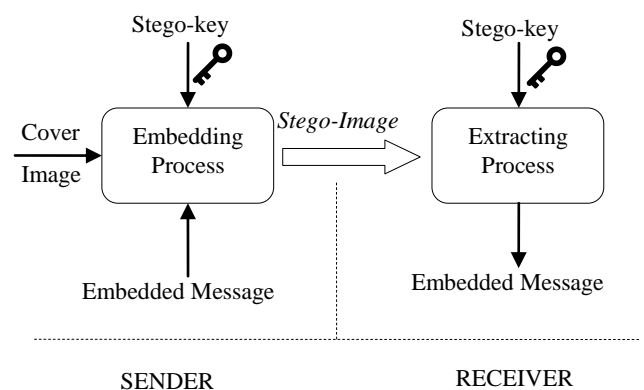 Stego-key
Stego-key
Cover
Image
Embedding
Process
Stego-Image
Extracting
Process
Embedded Message
Embedded Message
SENDER
RECEIVER